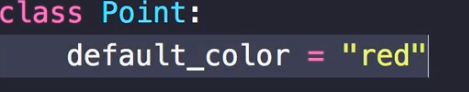 class Point:
    default_color = "red"